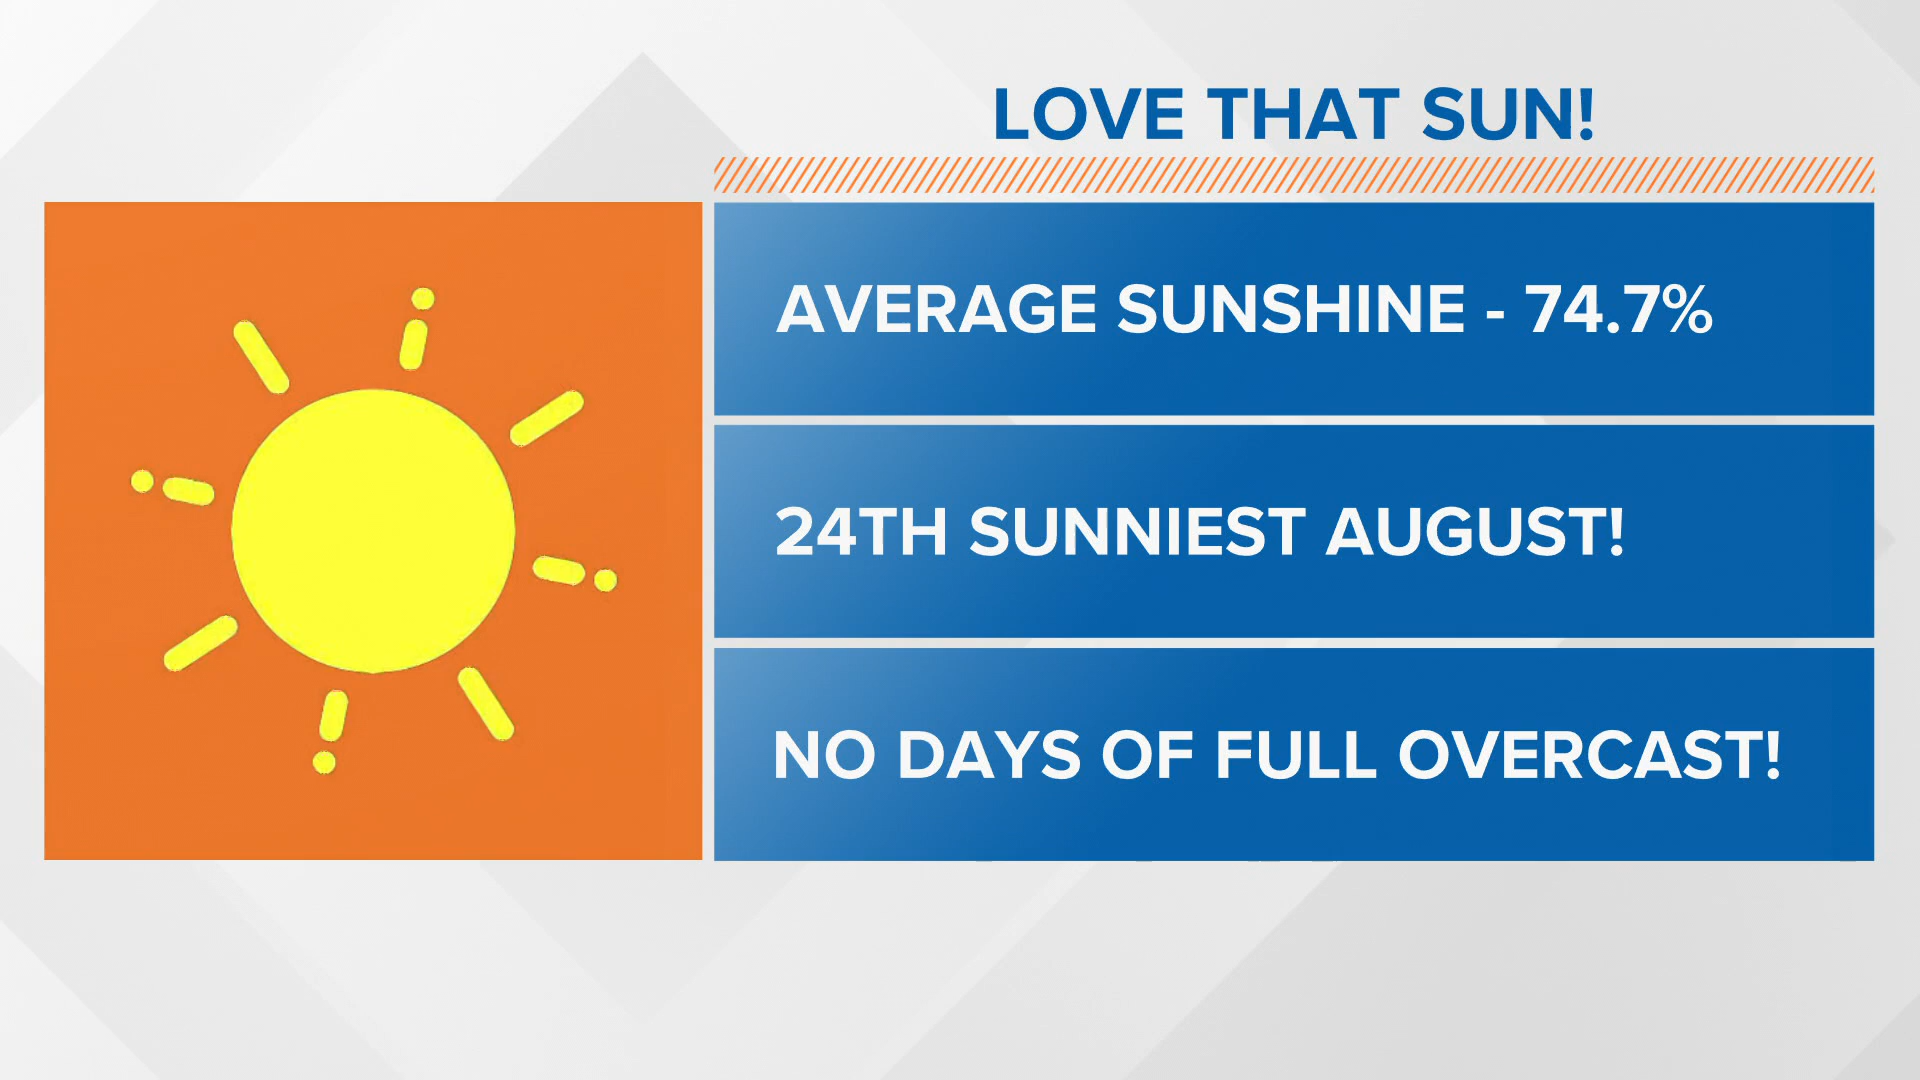 LOVE THAT SUN!
AVERAGE SUNSHINE - 74.7%
24TH SUNNIEST AUGUST!
NO DAYS OF FULL OVERCAST!